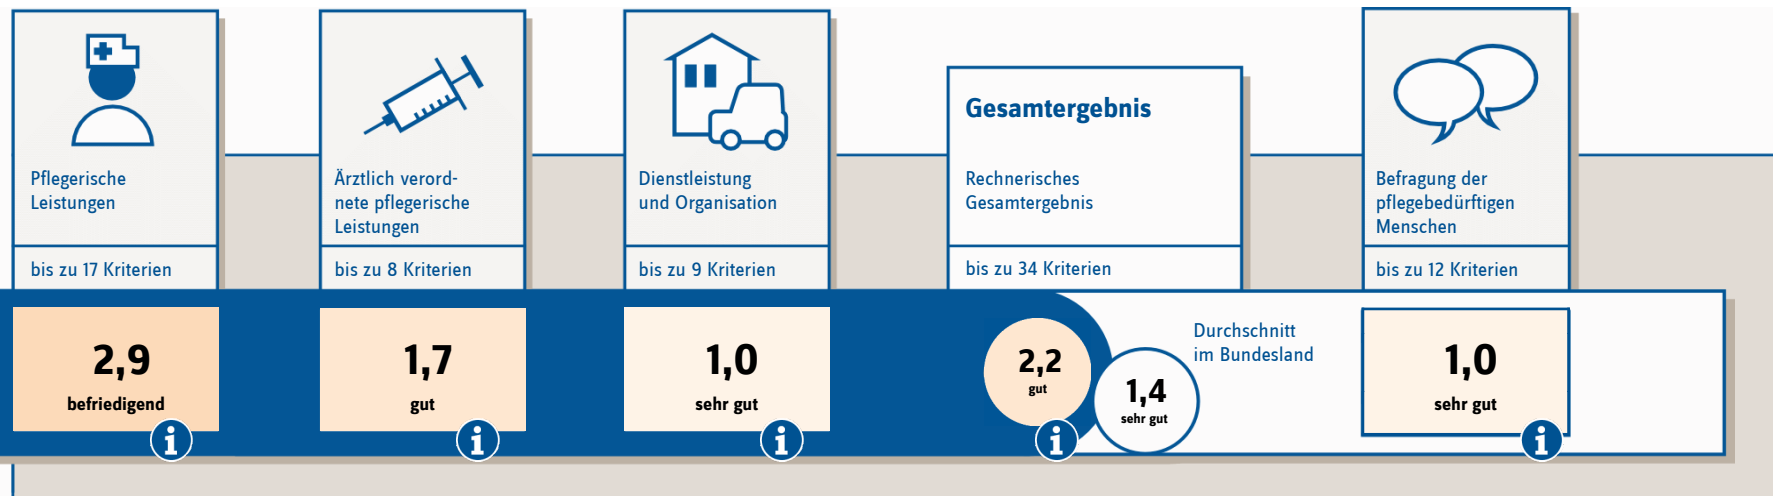 Pflegerische
Leistungen
bis zu 17 Kriterien
2,9
befriedigend
i
Ärztlich verord-
nete pflegerische
Leistungen
bis zu 8 Kriterien
1,7
gut
i
Dienstleistung
und Organisation
bis zu 9 Kriterien
1,0
sehr gut
i
Gesamtergebnis
Rechnerisches
Gesamtergebnis
bis zu 34 Kriterien
2,2
gut
i
1,4
sehr gut
Durchschnitt
im Bundesland
Befragung der
pflegebedürftigen
Menschen
bis zu 12 Kriterien
1,0
sehr gut
i